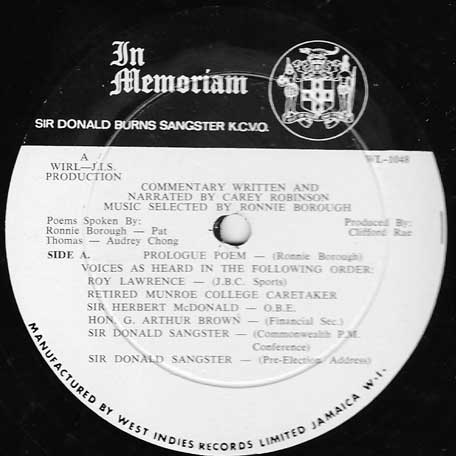 In
Memoriam
SIR DONALD BURNS SANGSTER K.C.V.O.
A
WIRL—J.I.S.
PRODUCTION
WL-1048
COMMENTARY WRITTEN AND
NARRATED BY CAREY ROBINSON
MUSIC SELECTED BY RONNIE BOROUGH
Poems Spoken By:
Ronnie Borough — Pat
Thomas — Audrey Chong
Produced By:
Clifford Rae
SIDE A. PROLOGUE POEM — (Ronnie Borough)
VOICES AS HEARD IN THE FOLLOWING ORDER:
ROY LAWRENCE — (J.B.C. Sports)
RETIRED MUNROE COLLEGE CARETAKER
SIR HERBERT McDONALD — O.B.E.
HON. G. ARTHUR BROWN — (Financial Sec.)
SIR DONALD SANGSTER — (Commonwealth P.M.
Conference)
SIR DONALD SANGSTER — (Pre-Election Address)
MANUFACTURED BY WEST INDIES RECORDS LIMITED JAMAICA W.I.